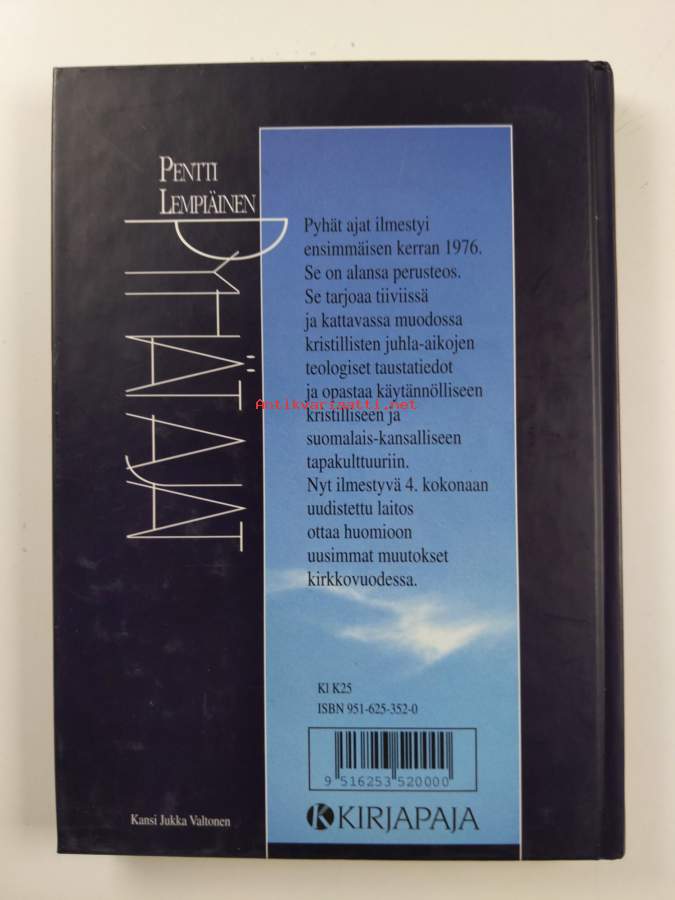 PENTTI
LEMPIÄINEN
PYHÄT AJAT
Pyhät ajat ilmestyi
ensimmäisen kerran 1976.
Se on alansa perusteos.
Se tarjoaa tiiviissä
ja kattavassa muodossa
kristillisten juhla-aikojen
teologiset taustatiedot
ja opastaa käytännölliseen
Antikvariaatti.net
kristilliseen ja
suomalais-kansalliseen
tapakulttuuriin.
Nyt ilmestyvä 4. kokonaan
uudistettu laitos
ottaa huomioon
uusimmat muutokset
kirkkovuodessa.
Kl K25
ISBN 951-625-352-0
9 516253 520000
KIRJAPAJA
Kansi Jukka Valtonen